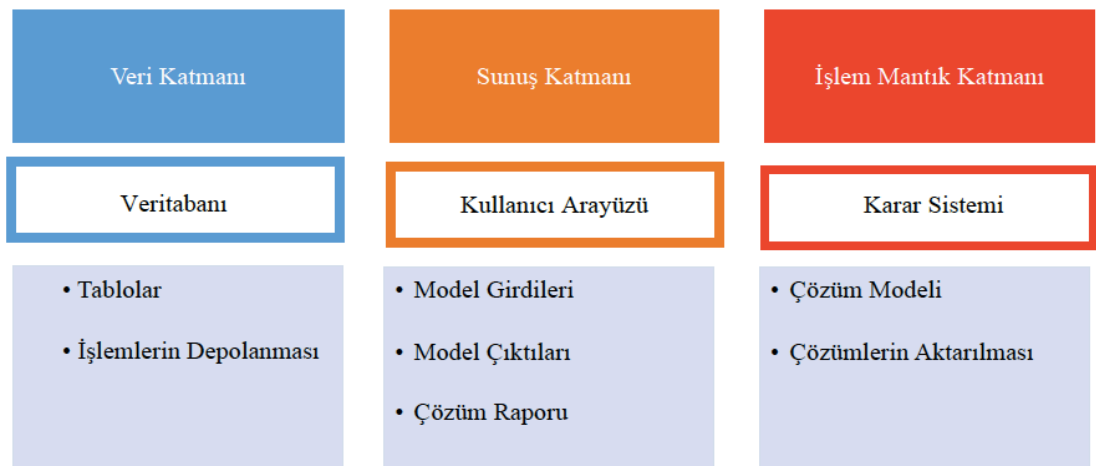 Veri Katmanı
Veritabanı
• Tablolar
• İşlemlerin Depolanması
Sunuş Katmanı
Kullanıcı Arayüzü
• Model Girdileri
• Model Çıktıları
• Çözüm Raporu
İşlem Mantık Katmanı
Karar Sistemi
• Çözüm Modeli
• Çözümlerin Aktarılması